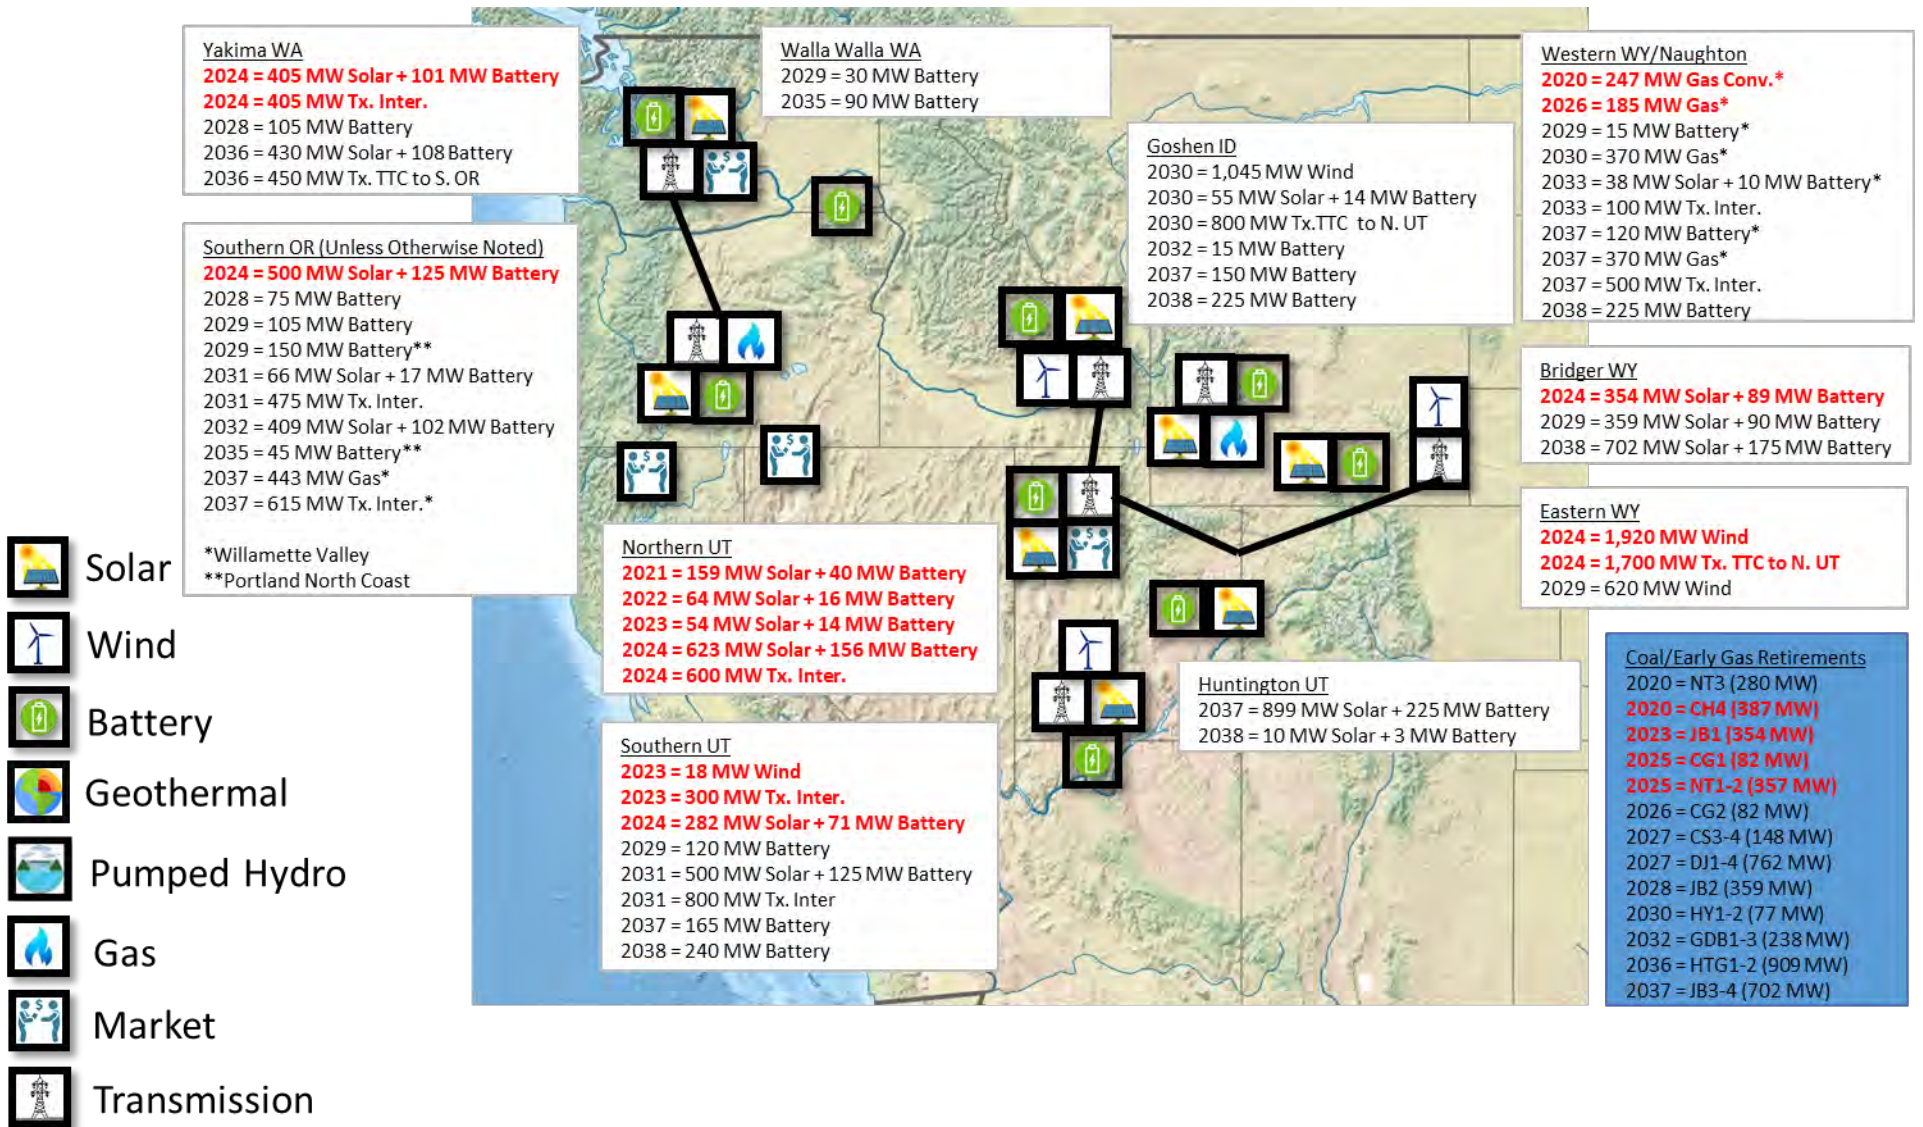 Yakima WA
2024 = 405 MW Solar + 101 MW Battery
2024 = 405 MW Tx. Inter.
2028 = 105 MW Battery
2036 = 430 MW Solar + 108 Battery
2036 = 450 MW Tx. TTC to S. OR
Walla Walla WA
2029 = 30 MW Battery
2035 = 90 MW Battery
Western WY/Naughton
2020 = 247 MW Gas Conv.*
2026 = 185 MW Gas*
2029 = 15 MW Battery*
2030 = 370 MW Gas*
2033 = 38 MW Solar + 10 MW Battery*
2033 = 100 MW Tx. Inter.
2037 = 120 MW Battery*
2037 = 370 MW Gas*
2037 = 500 MW Tx. Inter.
2038 = 225 MW Battery
Goshen ID
2030 = 1,045 MW Wind
2030 = 55 MW Solar + 14 MW Battery
2030 = 800 MW Tx.TTC to N. UT
2032 = 15 MW Battery
2037 = 150 MW Battery
2038 = 225 MW Battery
Southern OR (Unless Otherwise Noted)
2024 = 500 MW Solar + 125 MW Battery
2028 = 75 MW Battery
2029 = 105 MW Battery
2029 = 150 MW Battery**
2031 = 66 MW Solar + 17 MW Battery
2031 = 475 MW Tx. Inter.
2032 = 409 MW Solar + 102 MW Battery
2035 = 45 MW Battery**
2037 = 443 MW Gas*
2037 = 615 MW Tx. Inter.*
*Willamette Valley
**Portland North Coast
Bridger WY
2024 = 354 MW Solar + 89 MW Battery
2029 = 359 MW Solar + 90 MW Battery
2038 = 702 MW Solar + 175 MW Battery
Eastern WY
2024 = 1,920 MW Wind
2024 = 1,700 MW Tx. TTC to N. UT
2029 = 620 MW Wind
Northern UT
2021 = 159 MW Solar + 40 MW Battery
2022 = 64 MW Solar + 16 MW Battery
2023 = 54 MW Solar + 14 MW Battery
2024 = 623 MW Solar + 156 MW Battery
2024 = 600 MW Tx. Inter.
Huntington UT
2037 = 899 MW Solar + 225 MW Battery
2038 = 10 MW Solar + 3 MW Battery
Southern UT
2023 = 18 MW Wind
2023 = 300 MW Tx. Inter.
2024 = 282 MW Solar + 71 MW Battery
2029 = 120 MW Battery
2031 = 500 MW Solar + 125 MW Battery
2031 = 800 MW Tx. Inter
2037 = 165 MW Battery
2038 = 240 MW Battery
Coal/Early Gas Retirements
2020 = NT3 (280 MW)
2020 = CH4 (387 MW)
2023 = JB1 (354 MW)
2025 = CG1 (82 MW)
2025 = NT1-2 (357 MW)
2026 = CG2 (82 MW)
2027 = CS3-4 (148 MW)
2027 = DJ1-4 (762 MW)
2028 = JB2 (359 MW)
2030 = HY1-2 (77 MW)
2032 = GDB1-3 (238 MW)
2036 = HTG1-2 (909 MW)
2037 = JB3-4 (702 MW)
Solar
Wind
Battery
Geothermal
Pumped Hydro
Gas
Market
Transmission